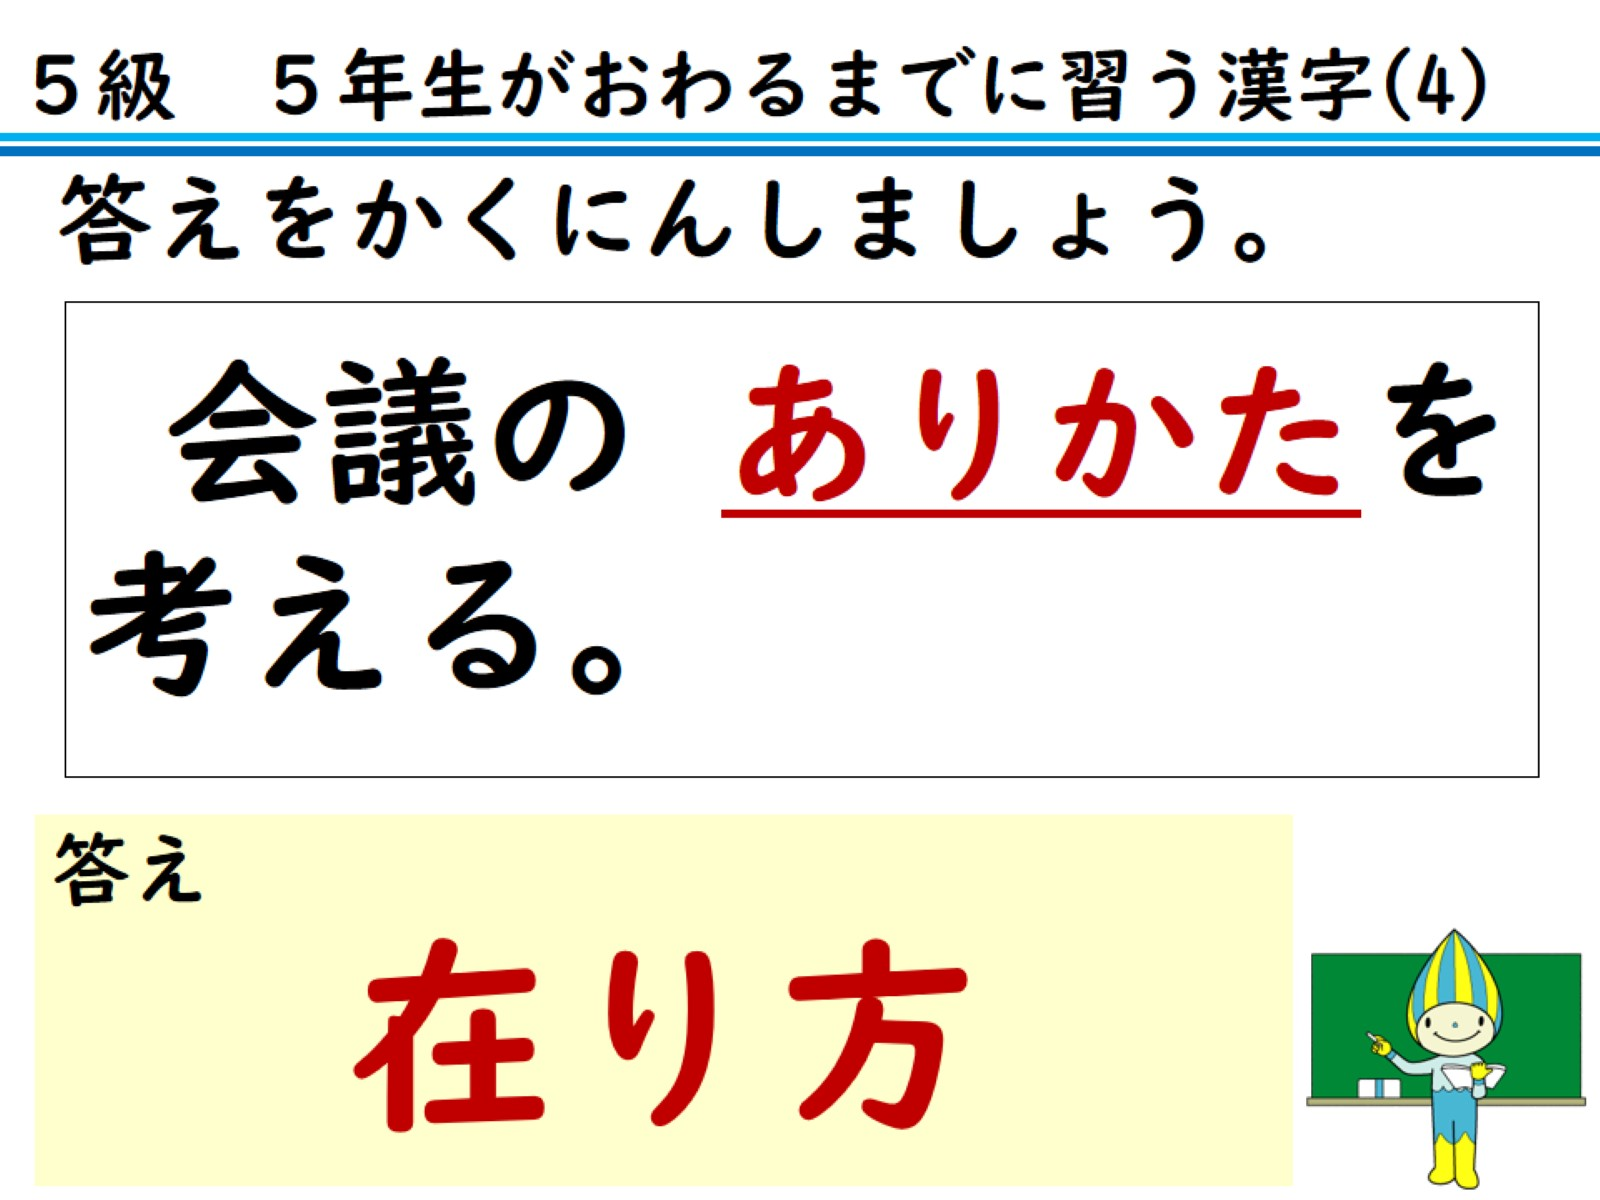 ５級　５年生がおわるまでに習う漢字(4)
答えをかくにんしましょう。
会議の ありかたを
考える。
答え
在り方